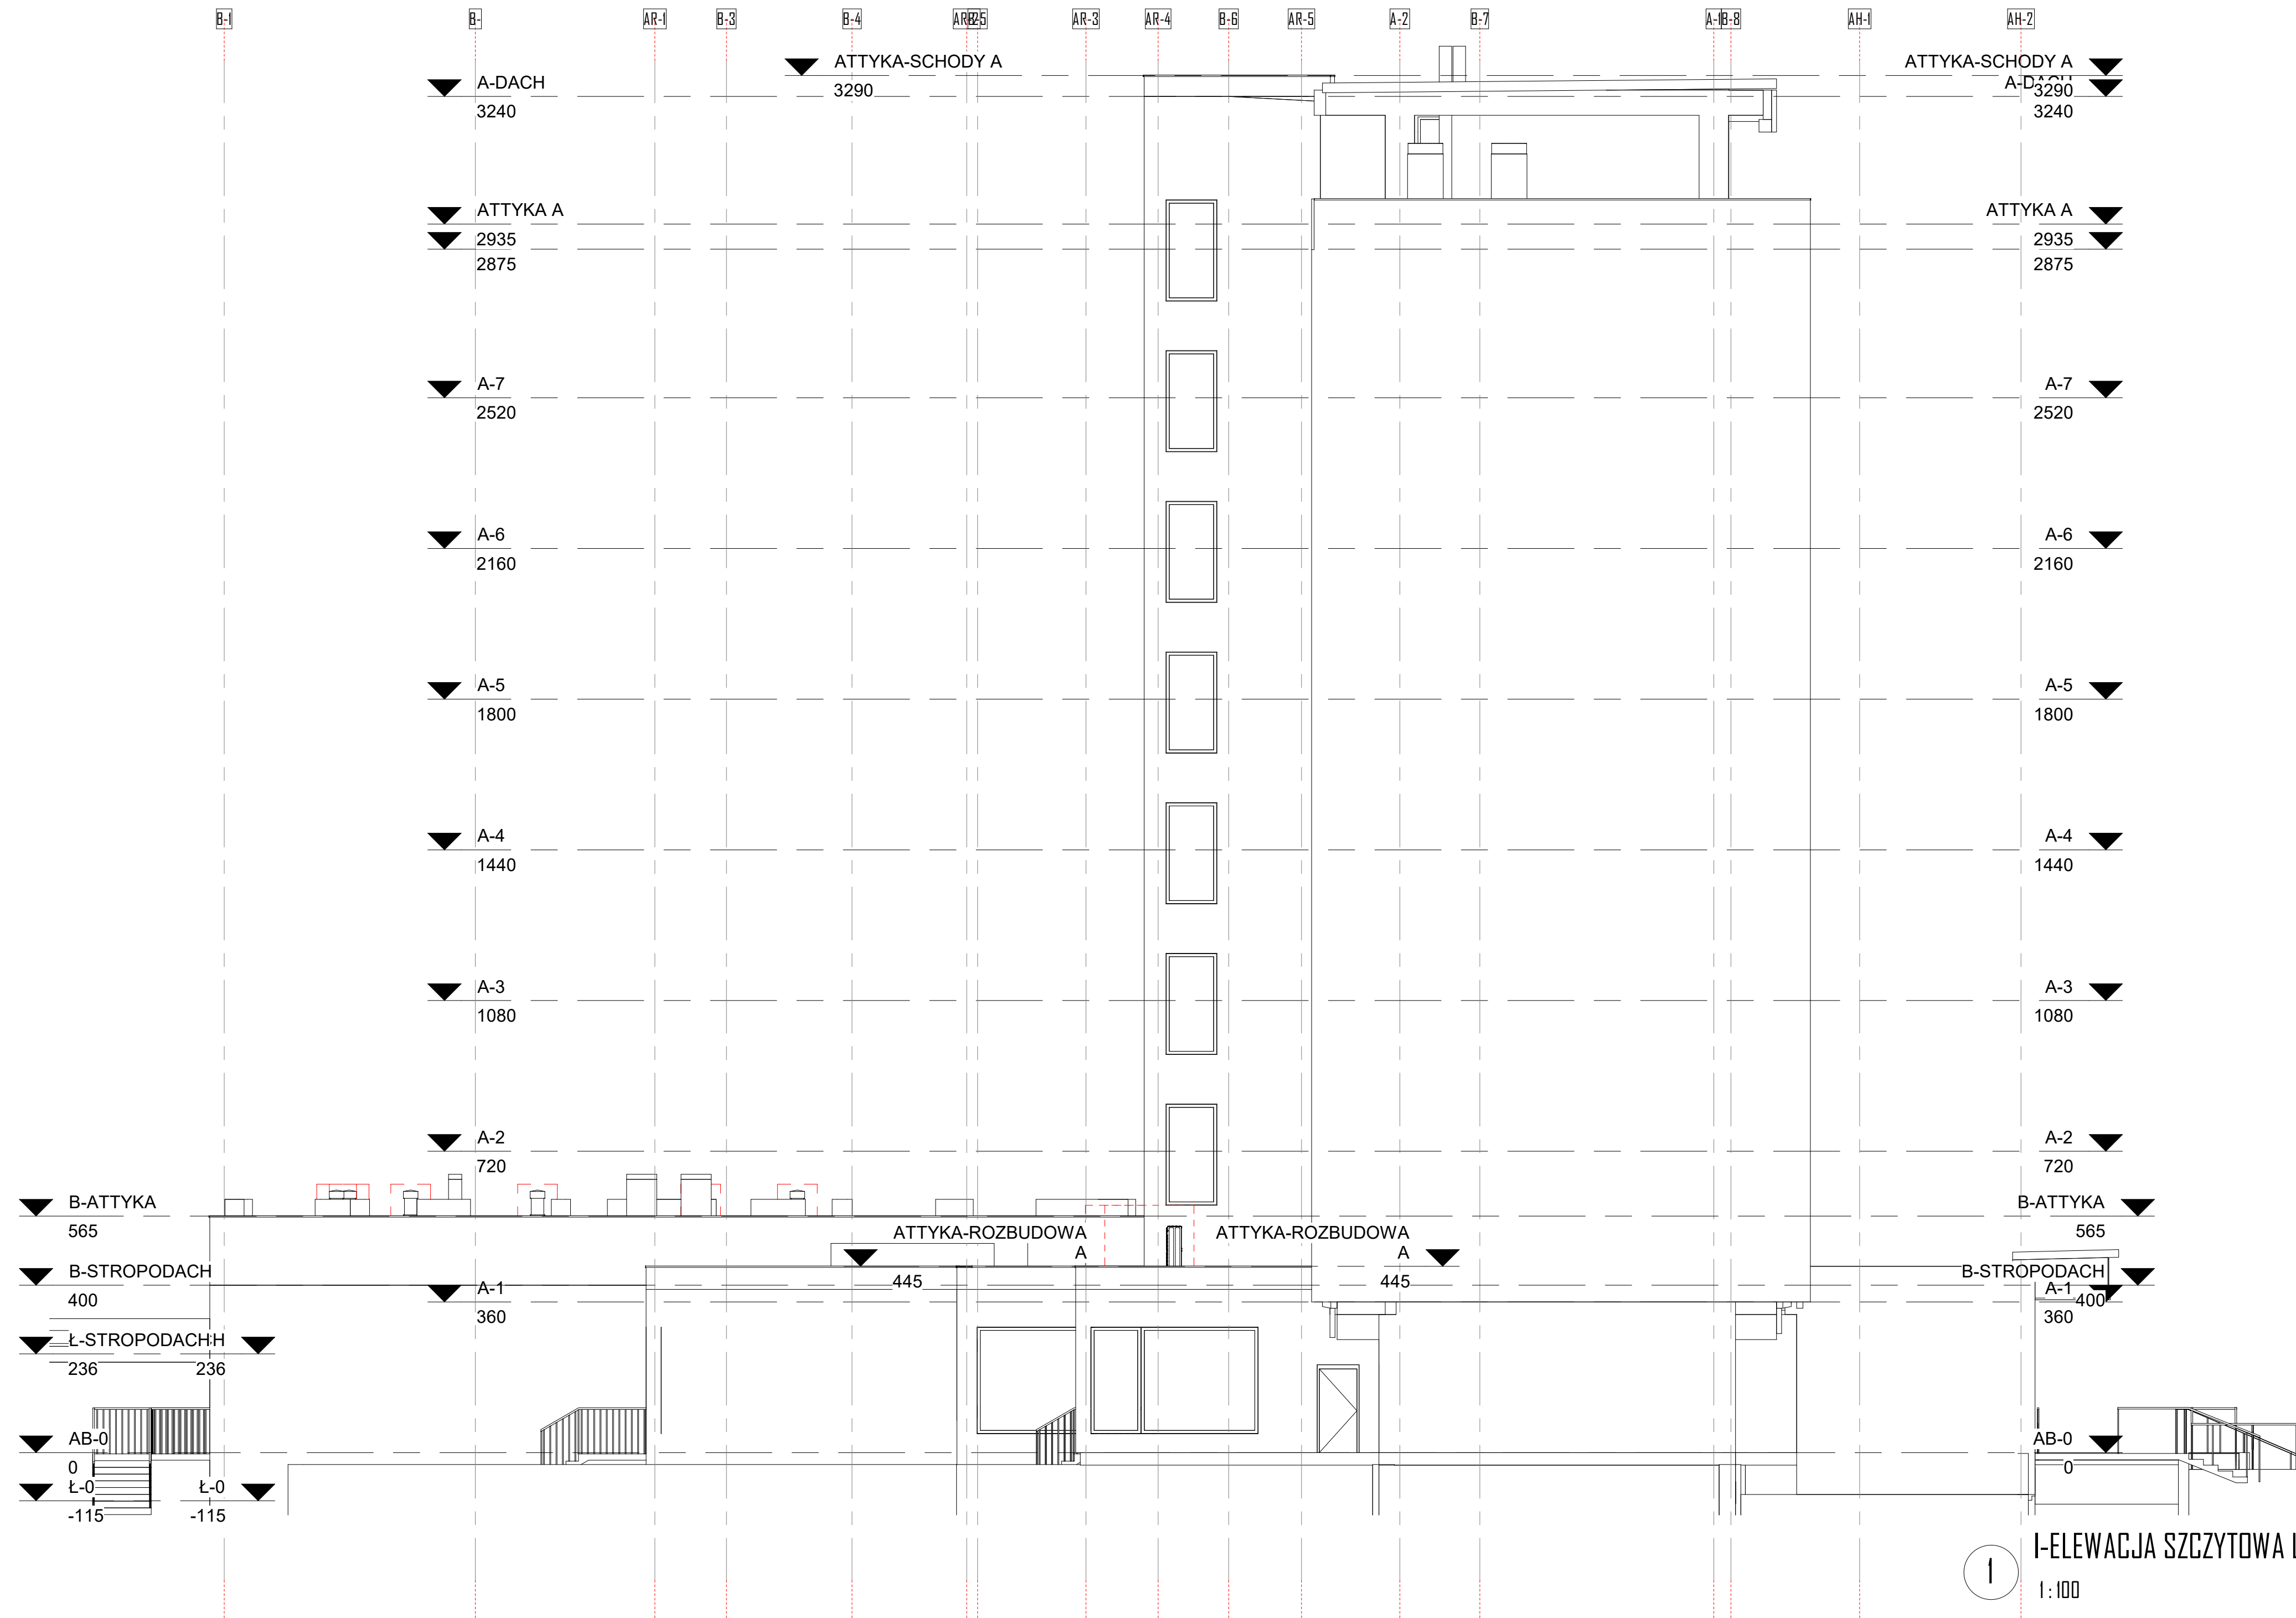 B-1
B-
AR-1
B-3
B-4
B-5
AR-3
AR-4
B-6
AR-5
A-2
B-7
A-1
B-8
AH-1
AH-2
ATTYKA-SCHODY A
3290
ATTYKA-SCHODY A
3290
A-DACH
3240
A-DACH
3240
ATTYKA A
2935
ATTYKA A
2935
2875
2875
A-7
2520
A-7
2520
A-6
2160
A-6
2160
A-5
1800
A-5
1800
A-4
1440
A-4
1440
A-3
1080
A-3
1080
A-2
720
A-2
720
B-ATTYKA
565
B-ATTYKA
565
ATTYKA-ROZBUDOWA
A
445
ATTYKA-ROZBUDOWA
A
445
B-STROPODACH
400
B-STROPODACH
400
A-1
360
A-1
360
Ł-STROPODACH
236
H
236
AB-0
0
AB-0
0
Ł-0
-115
Ł-0
-115
1
I-ELEWACJA SZCZYTOWA
1:100